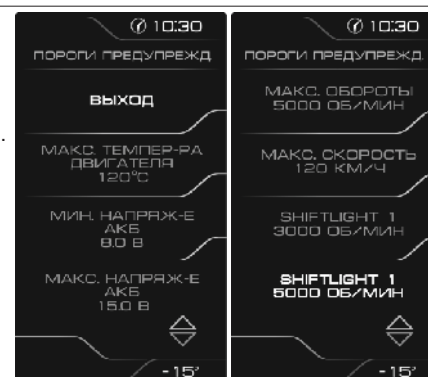 10:30
ПОРОГИ ПРЕДУПРЕЖД.
ВЫХОД
МАКС. ТЕМПЕР-РА
ДВИГАТЕЛЯ
120°C
МИН. НАПРЯЖ-Е
АКБ
9.0 В
МАКС. НАПРЯЖ-Е
АКБ
15.0 В
-15°
10:30
ПОРОГИ ПРЕДУПРЕЖД.
МАКС. ОБОРОТЫ
5000 ОБ/МИН
МАКС. СКОРОСТЬ
120 КМ/Ч
SHIFTLIGHT 1
3000 ОБ/МИН
SHIFTLIGHT 1
5000 ОБ/МИН
-15°